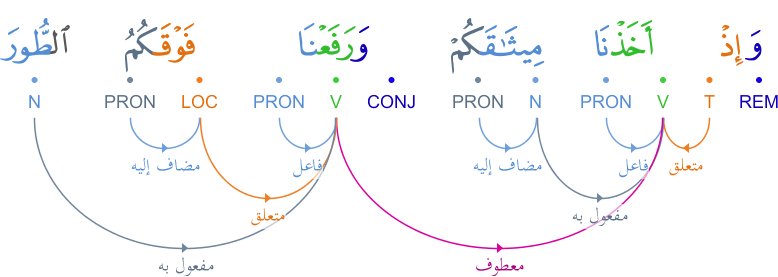 وَإِذْ أَخَذْنَا مِيثَـٰقَكُمْ وَرَفَعْنَا فَوْقَكُمُ ٱلطُّورَ
REM T V PRON N PRON CONJ V PRON LOC PRON N
متعلق فاعل مضاف إليه فاعل مضاف إليه
مفعول به متعلق
معطوف مفعول به